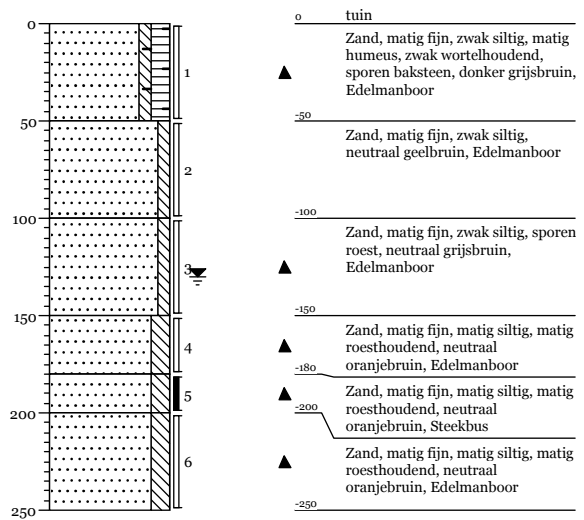 0
50
100
150
200
250
1
2
3
4
5
6
0 tuin
Zand, matig fijn, zwak siltig, matig
humeus, zwak wortelhoudend,
sporen baksteen, donker grijsbruin,
Edelmanboor
-50
Zand, matig fijn, zwak siltig,
neutraal geelbruin, Edelmanboor
-100
Zand, matig fijn, zwak siltig, sporen
roest, neutraal grijsbruin,
Edelmanboor
-150
Zand, matig fijn, matig siltig, matig
roesthoudend, neutraal
oranjebruin, Edelmanboor
-180
Zand, matig fijn, matig siltig, matig
roesthoudend, neutraal
oranjebruin, Steekbus
-200
Zand, matig fijn, matig siltig, matig
roesthoudend, neutraal
oranjebruin, Edelmanboor
-250